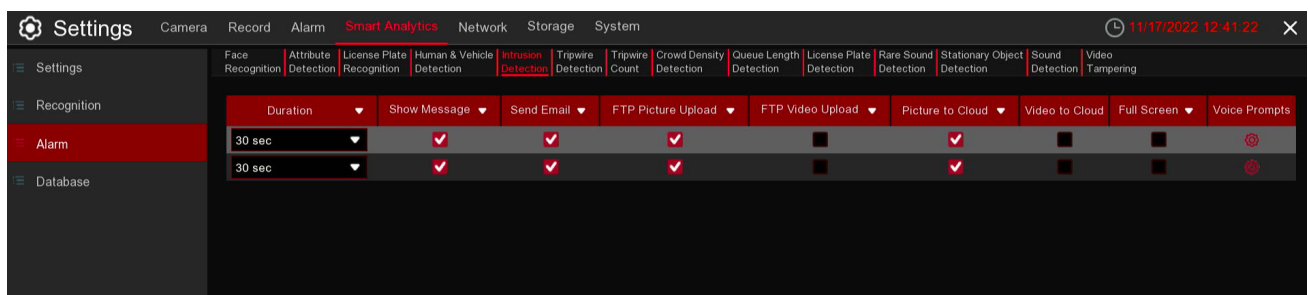 Settings Camera Record Alarm Smart Analytics Network Storage System 11/17/2022 12:41:22
Face Recognition Attribute Detection License Plate Recognition Human & Vehicle Detection Intrusion Detection Tripwire Detection Tripwire Count Crowd Density Detection Queue Length Detection License Plate Detection Rare Sound Detection Stationary Object Detection Sound Detection Video Tampering
Settings
Recognition
Alarm
Database
Duration Show Message Send Email FTP Picture Upload FTP Video Upload Picture to Cloud Video to Cloud Full Screen Voice Prompts
30 sec
30 sec